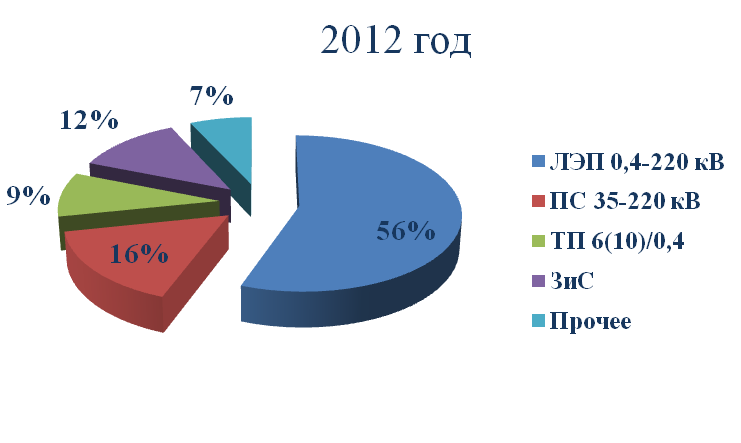 2012 год
7%
12%
9%
16%
56%
ЛЭП 0,4-220 кВ
ПС 35-220 кВ
ТП 6(10)/0,4
ЗиС
Прочее